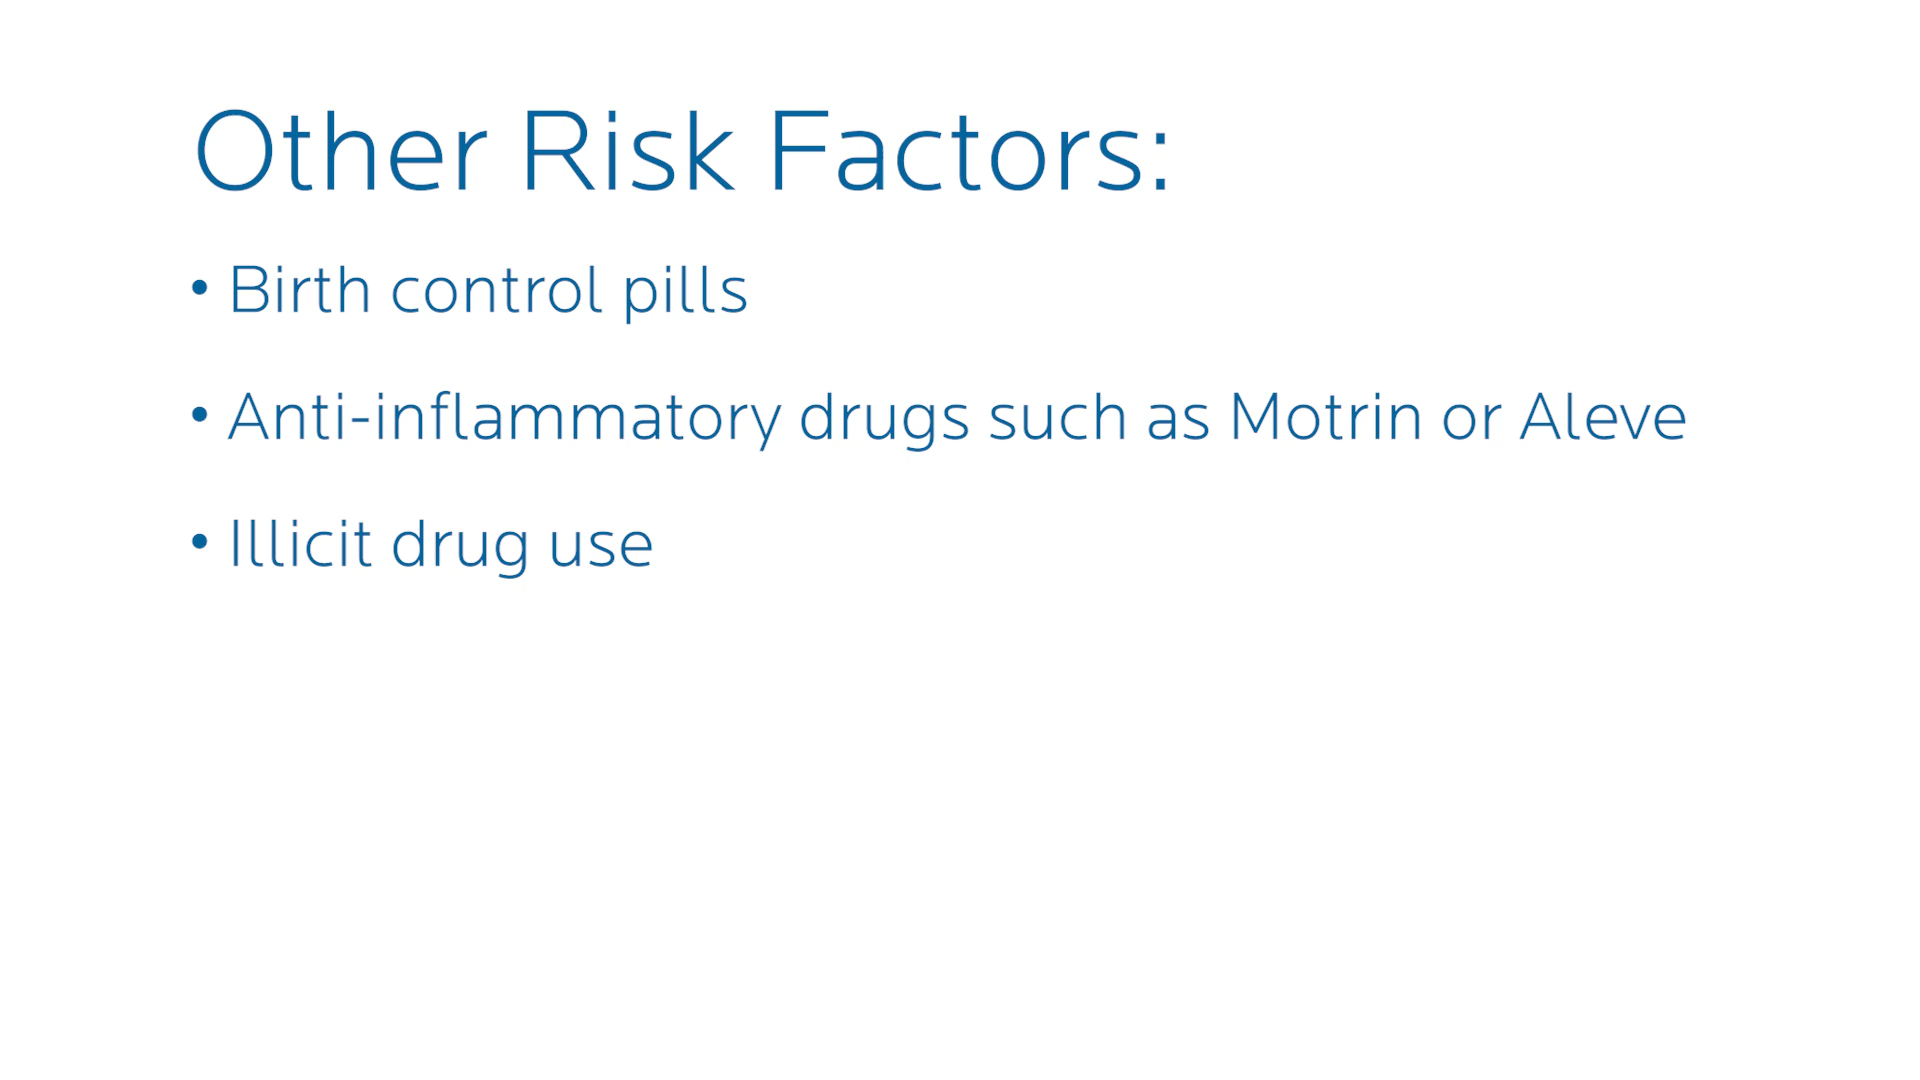 Other Risk Factors:
• Birth control pills
• Anti-inflammatory drugs such as Motrin or Aleve
• Illicit drug use